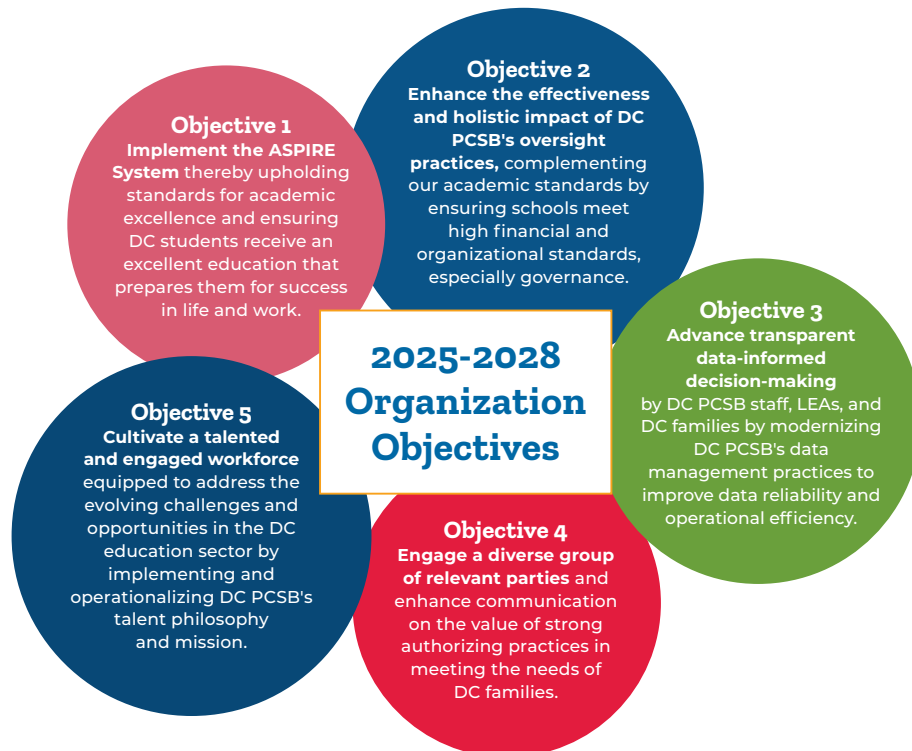 Objective 1
Implement the ASPIRE
System thereby upholding
standards for academic
excellence and ensuring
DC students receive an
excellent education that
prepares them for success
in life and work.
Objective 2
Enhance the effectiveness
and holistic impact of DC
PCSB's oversight
practices, complementing
our academic standards by
ensuring schools meet
high financial and
organizational standards,
especially governance.
2025-2028
Organization
Objectives
Objective 3
Advance transparent
data-informed
decision-making
by DC PCSB staff, LEAs, and
DC families by modernizing
DC PCSB's data
management practices to
improve data reliability and
operational efficiency.
Objective 4
Engage a diverse group
of relevant parties and
enhance communication
on the value of strong
authorizing practices in
meeting the needs of
DC families.
Objective 5
Cultivate a talented
and engaged workforce
equipped to address the
evolving challenges and
opportunities in the DC
education sector by
implementing and
operationalizing DC PCSB's
talent philosophy
and mission.